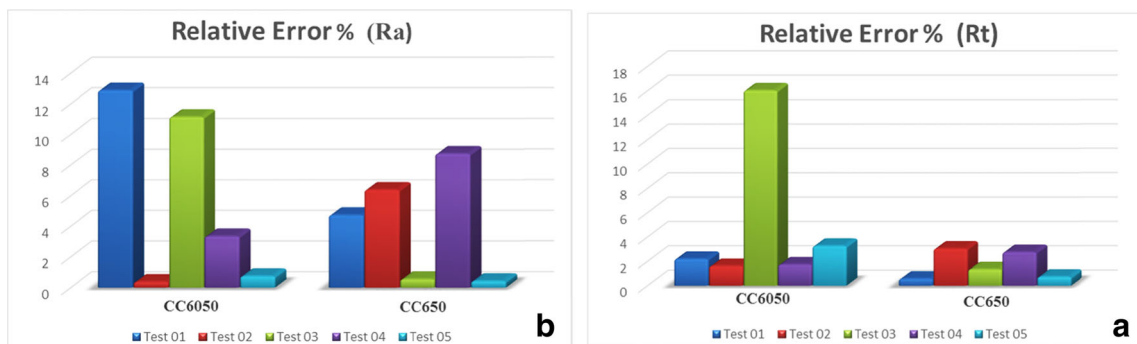 Relative Error % (Ra)
14
12
10
8
6
4
2
0
CC6050 CC650
Test 01 Test 02 Test 03 Test 04 Test 05
b
Relative Error % (Rt)
18
16
14
12
10
8
6
4
2
0
CC6050 CC650
Test 01 Test 02 Test 03 Test 04 Test 05
a